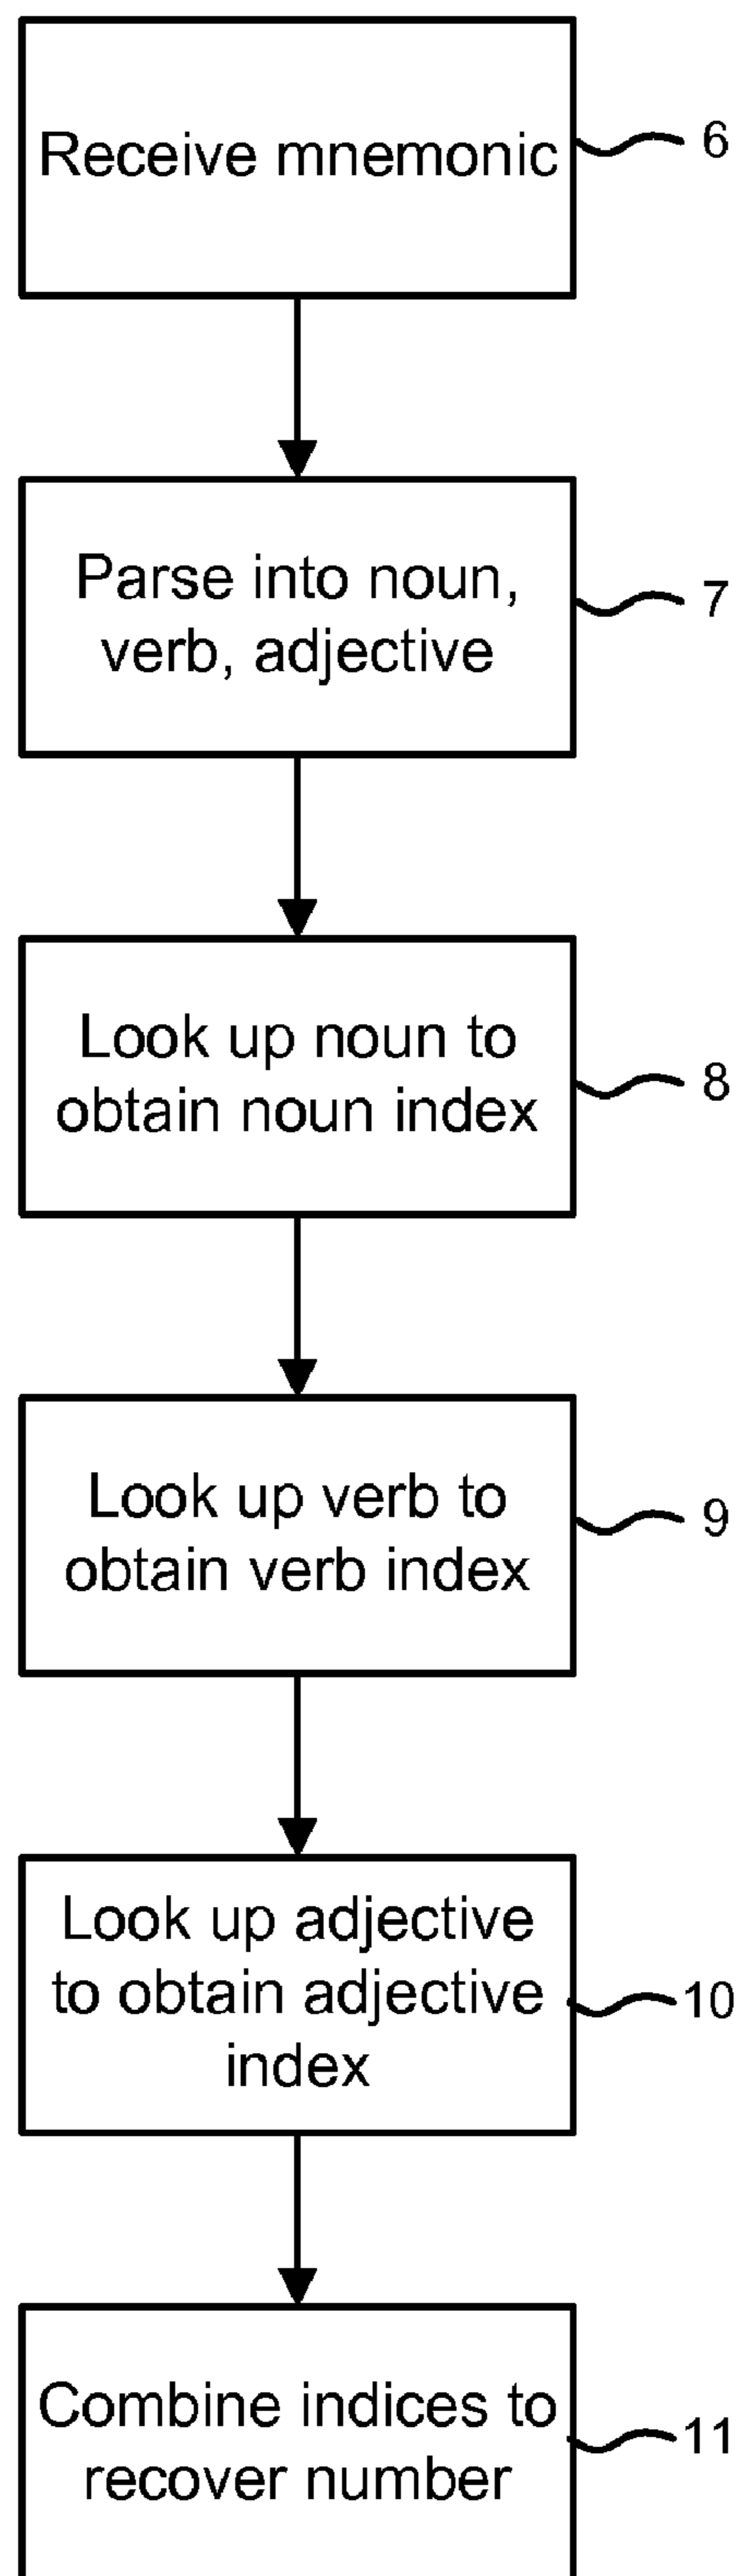 Receive mnemonic
6
Parse into noun,
verb, adjective
7
Look up noun to
obtain noun index
8
Look up verb to
obtain verb index
9
Look up adjective
to obtain adjective
index
10
Combine indices to
recover number
11